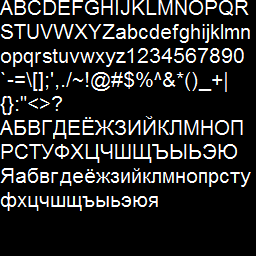 ABCDEFGHIJKLMNOPQR
STUVWXYZabcdefghijklmn
opqrstuvwxyz1234567890
`-=\[];',./~!@#$%^&*()_+|
{}:"<>?
АБВГДЕЁЖЗИЙКЛМНОП
РСТУФХЦЧШЩЪЫЬЭЮ
Яабвгдеёжзийклмнопрсту
фхцчшщъыьэюя